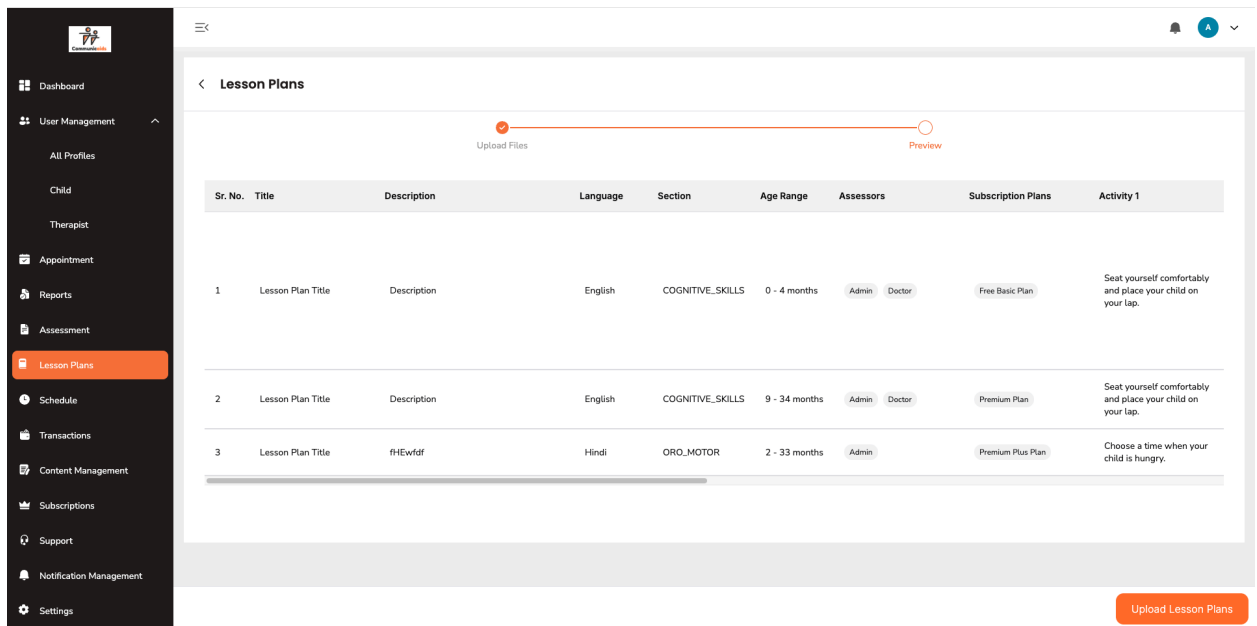 Communickids
A
Dashboard
User Management
All Profiles
Child
Therapist
Appointment
Reports
Assessment
Lesson Plans
Schedule
Transactions
Content Management
Subscriptions
Support
Notification Management
Settings
Lesson Plans
Upload Files
Preview
Sr. No. Title Description Language Section Age Range Assessors Subscription Plans Activity 1
1 Lesson Plan Title Description English COGNITIVE_SKILLS 0 - 4 months Admin Doctor Free Basic Plan Seat yourself comfortably
and place your child on
your lap.
2 Lesson Plan Title Description English COGNITIVE_SKILLS 9 - 34 months Admin Doctor Premium Plan Seat yourself comfortably
and place your child on
your lap.
3 Lesson Plan Title fHEwfdf Hindi ORO_MOTOR 2 - 33 months Admin Premium Plus Plan Choose a time when your
child is hungry.
Upload Lesson Plans